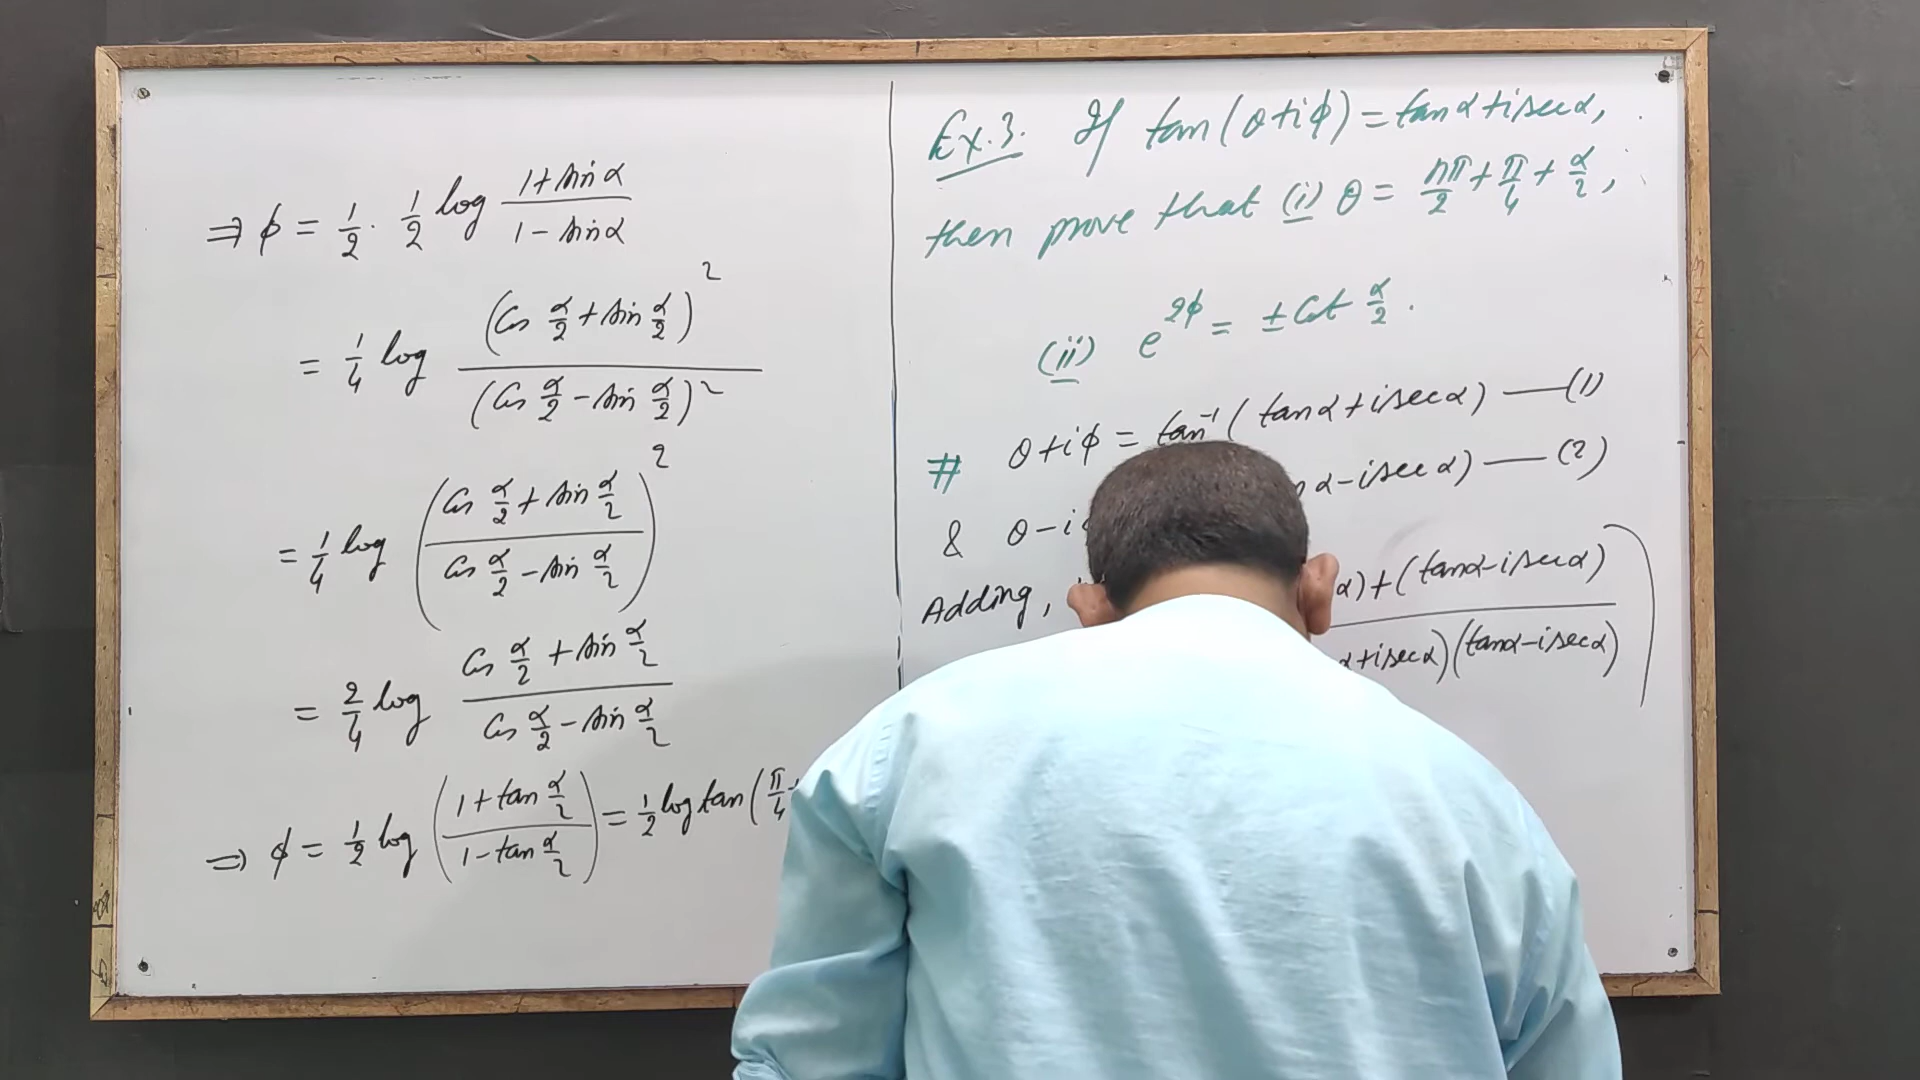 ⇒ φ = 1/2 · 1/2 log (1 + sin α)/(1 − sin α)
= 1/4 log (Cos α/2 + sin α/2)²/(Cos α/2 − sin α/2)²
= 1/4 log ((Cos α/2 + sin α/2)/(Cos α/2 − sin α/2))²
= 2/4 log (Cos α/2 + sin α/2)/(Cos α/2 − sin α/2)
⇒ φ = 1/2 log ((1 + tan α/2)/(1 − tan α/2)) = 1/2 log tan (π/4
Ex.3. If tan(θ+iφ) = tanα + i secα,
then prove that (i) θ = nπ/2 + π/4 + α/2,
(ii) e^2φ = ± Cot α/2.
# θ + iφ = tan⁻¹ (tanα + i secα) — (1)
& θ − i α − i sec α) — (2)
Adding, α) + (tanα − i secα)
α + i sec α)(tanα − i secα)